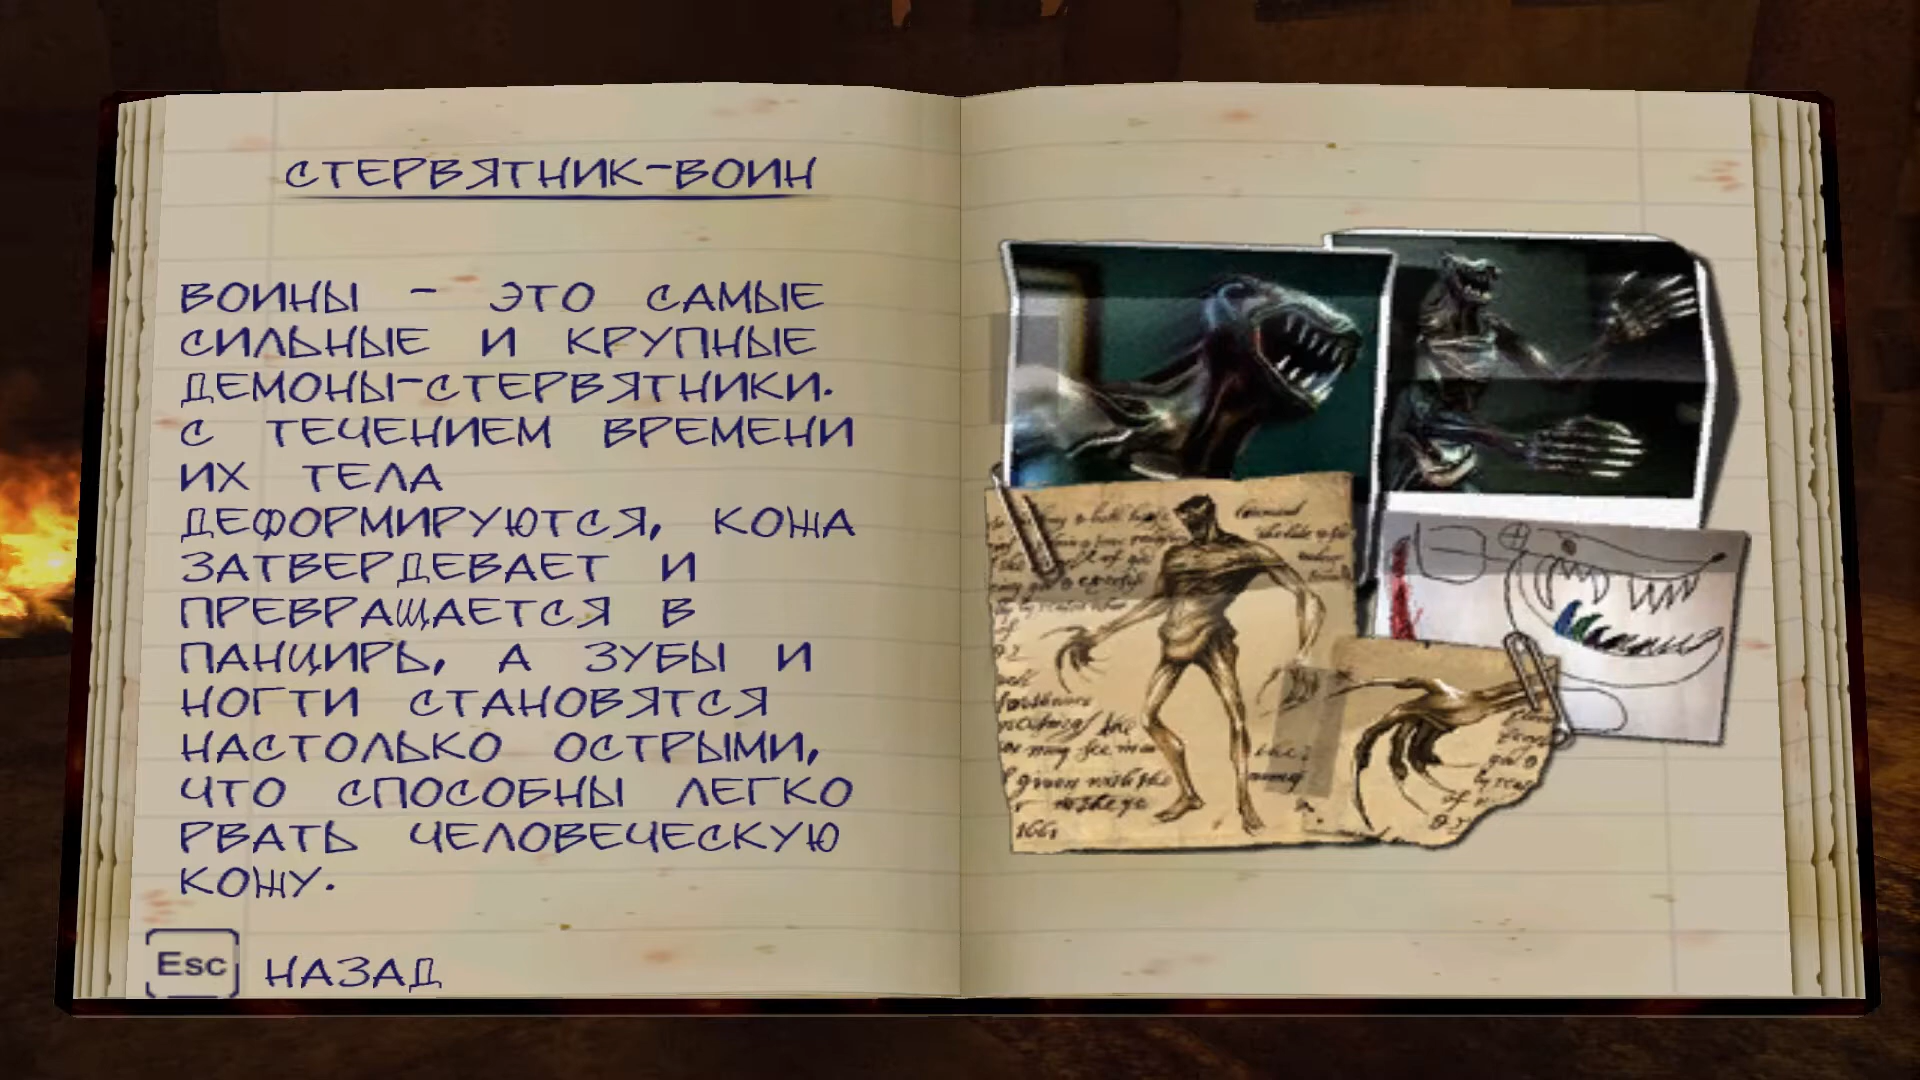 СТЕРВЯТНИК-ВОИН
ВОИНЫ - ЭТО САМЫЕ
СИЛЬНЫЕ И КРУПНЫЕ
ДЕМОНЫ-СТЕРВЯТНИКИ.
С ТЕЧЕНИЕМ ВРЕМЕНИ
ИХ ТЕЛА
ДЕФОРМИРУЮТСЯ, КОЖА
ЗАТВЕРДЕВАЕТ И
ПРЕВРАЩАЕТСЯ В
ПАНЦИРЬ, А ЗУБЫ И
НОГТИ СТАНОВЯТСЯ
НАСТОЛЬКО ОСТРЫМИ,
ЧТО СПОСОБНЫ ЛЕГКО
РВАТЬ ЧЕЛОВЕЧЕСКУЮ
КОЖУ.
Esc НАЗАД